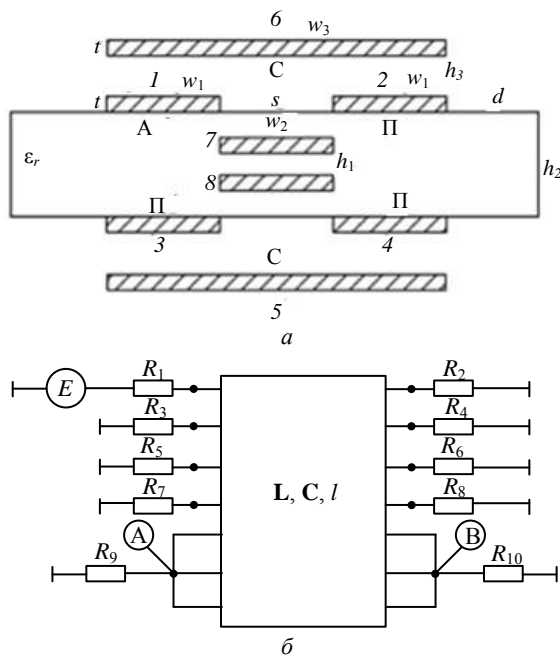 6
t w₃
С h₃
1 w₁ s 2 w₁
t d
А w₂ П
7
εᵣ h₁ h₂
8
П П
3 4
С
5
а
E R₁ R₂
R₃ R₄
R₅ R₆
R₇ L, C, l R₈
A B
R₉ R₁₀
б